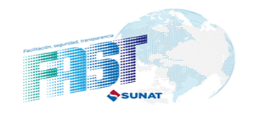 Facilitación, seguridad, transparencia
FAST
SUNAT